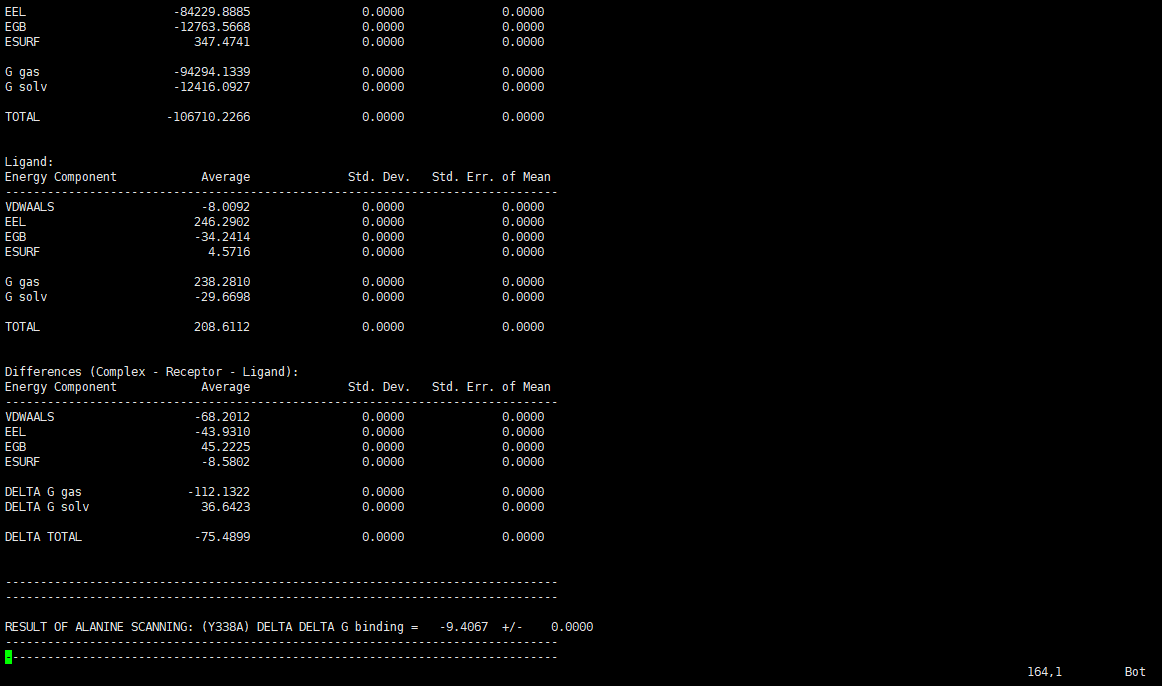 EEL -84229.8885 0.0000 0.0000
EGB -12763.5668 0.0000 0.0000
ESURF 347.4741 0.0000 0.0000
G gas -94294.1339 0.0000 0.0000
G solv -12416.0927 0.0000 0.0000
TOTAL -106710.2266 0.0000 0.0000
Ligand:
Energy Component Average Std. Dev. Std. Err. of Mean
-------------------------------------------------------------------------------
VDWAALS -8.0092 0.0000 0.0000
EEL 246.2902 0.0000 0.0000
EGB -34.2414 0.0000 0.0000
ESURF 4.5716 0.0000 0.0000
G gas 238.2810 0.0000 0.0000
G solv -29.6698 0.0000 0.0000
TOTAL 208.6112 0.0000 0.0000
Differences (Complex - Receptor - Ligand):
Energy Component Average Std. Dev. Std. Err. of Mean
-------------------------------------------------------------------------------
VDWAALS -68.2012 0.0000 0.0000
EEL -43.9310 0.0000 0.0000
EGB 45.2225 0.0000 0.0000
ESURF -8.5802 0.0000 0.0000
DELTA G gas -112.1322 0.0000 0.0000
DELTA G solv 36.6423 0.0000 0.0000
DELTA TOTAL -75.4899 0.0000 0.0000
-------------------------------------------------------------------------------
-------------------------------------------------------------------------------
RESULT OF ALANINE SCANNING: (Y338A) DELTA DELTA G binding = -9.4067 +/- 0.0000
-------------------------------------------------------------------------------
-------------------------------------------------------------------------------
164,1 Bot